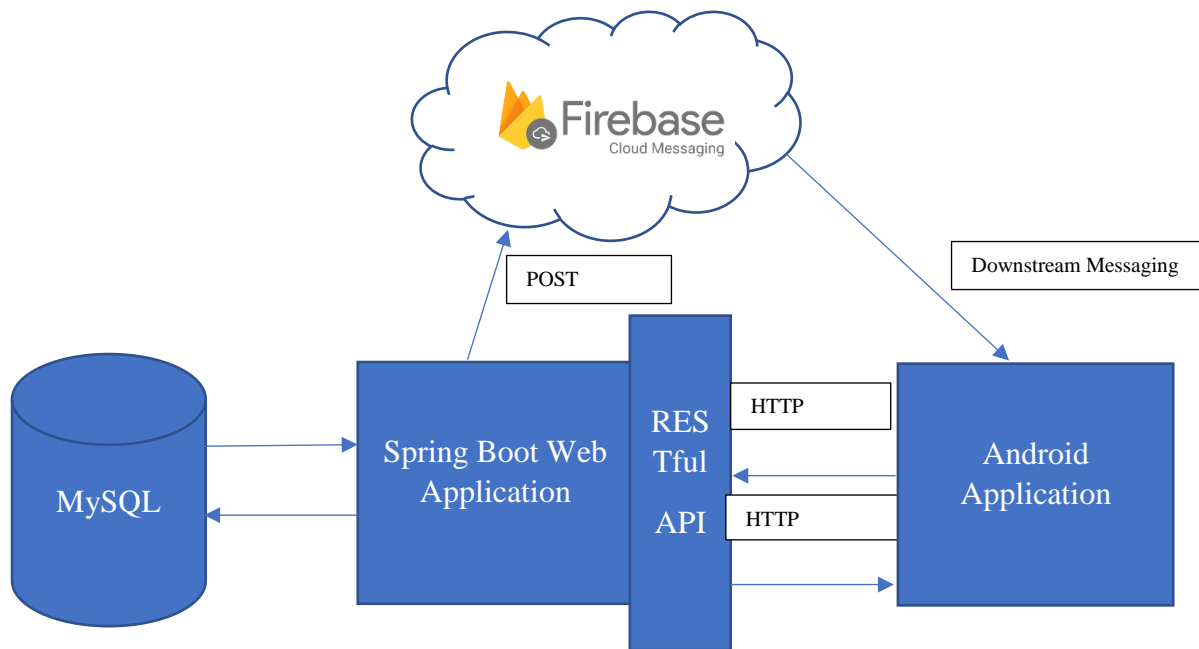 Firebase
Cloud Messaging
POST
Downstream Messaging
MySQL
Spring Boot Web
Application
RES
Tful
API
HTTP
HTTP
Android
Application